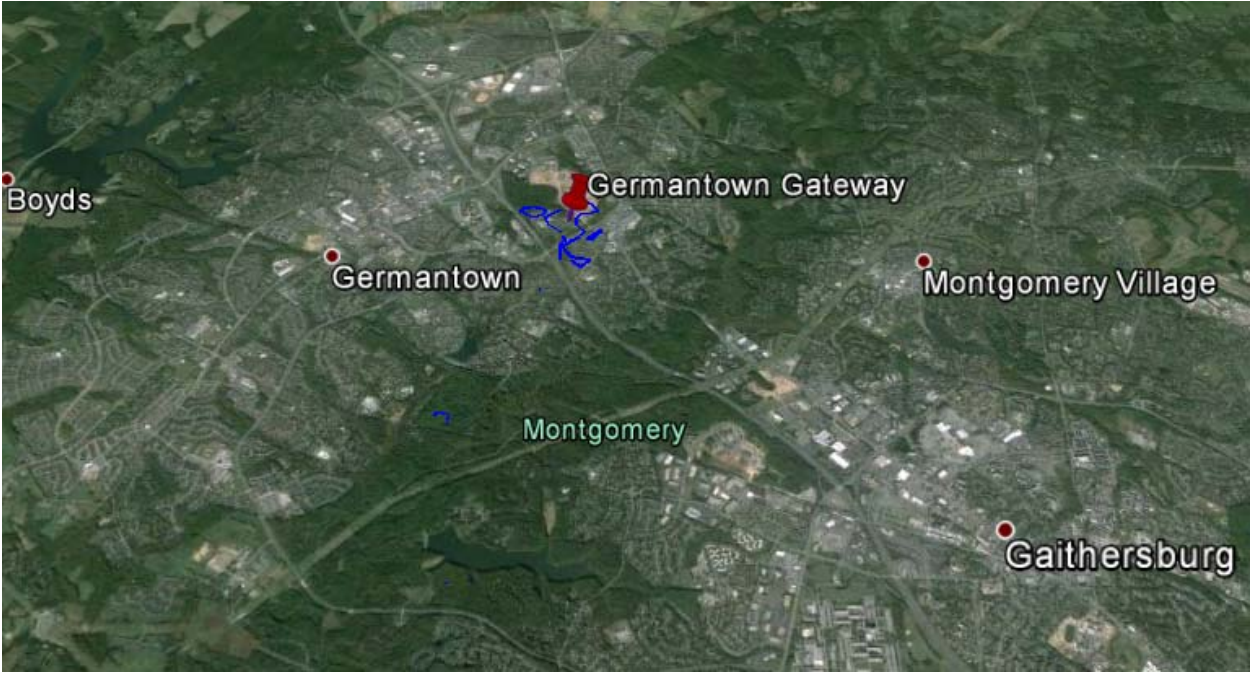 Germantown Gateway
Boyds
Germantown
Montgomery Village
Montgomery
Gaithersburg